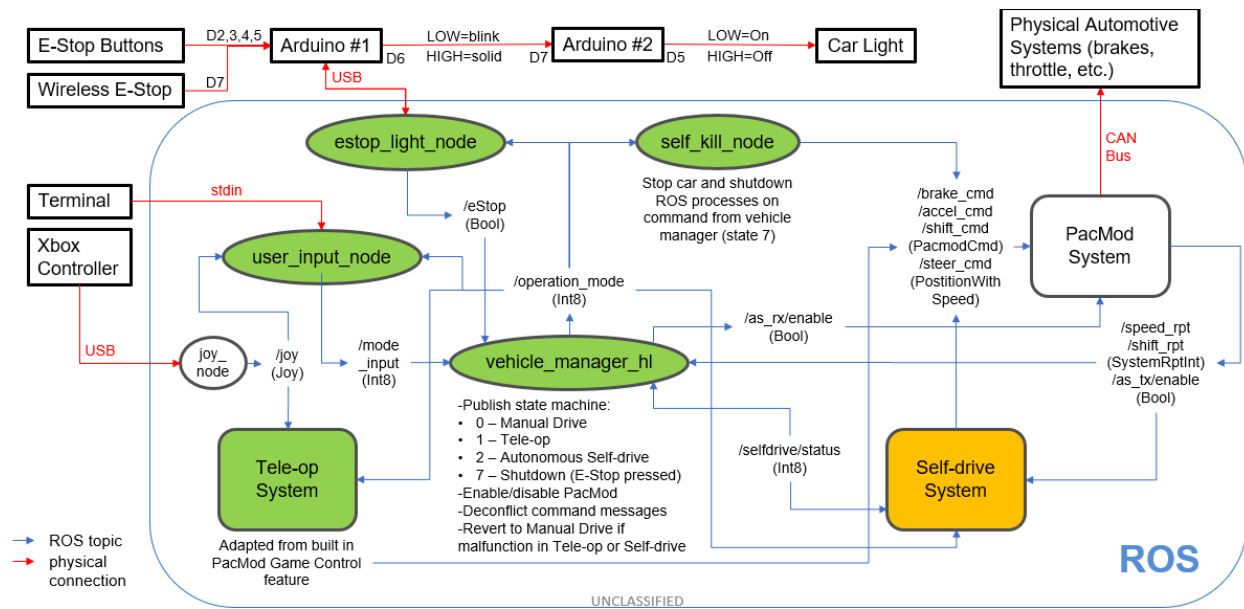 E-Stop Buttons
D2,3,4,5
Arduino #1
D6
LOW=blink
HIGH=solid
D7
Arduino #2
D5
LOW=On
HIGH=Off
Car Light
Physical Automotive
Systems (brakes,
throttle, etc.)
Wireless E-Stop
D7
USB
CAN
Bus
estop_light_node
self_kill_node
Stop car and shutdown
ROS processes on
command from vehicle
manager (state 7)
Terminal
stdin
/eStop
(Bool)
/brake_cmd
/accel_cmd
/shift_cmd
(PacmodCmd)
/steer_cmd
(PostitionWith
Speed)
PacMod
System
Xbox
Controller
user_input_node
/operation_mode
(Int8)
/as_rx/enable
(Bool)
/speed_rpt
/shift_rpt
(SystemRptInt)
/as_tx/enable
(Bool)
USB
joy_
node
/joy
(Joy)
/mode
_input
(Int8)
vehicle_manager_hl
-Publish state machine:
• 0 – Manual Drive
• 1 – Tele-op
• 2 – Autonomous Self-drive
• 7 – Shutdown (E-Stop pressed)
-Enable/disable PacMod
-Deconflict command messages
-Revert to Manual Drive if
malfunction in Tele-op or Self-drive
/selfdrive/status
(Int8)
Tele-op
System
Self-drive
System
Adapted from built in
PacMod Game Control
feature
ROS topic
physical
connection
ROS
UNCLASSIFIED